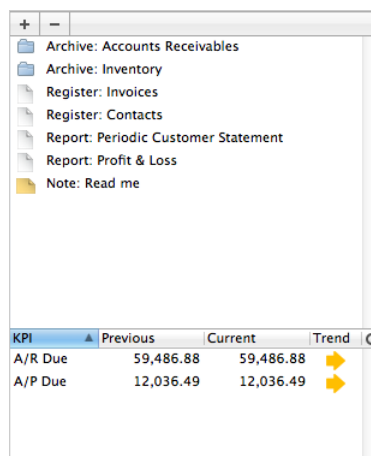 + −
Archive: Accounts Receivables
Archive: Inventory
Register: Invoices
Register: Contacts
Report: Periodic Customer Statement
Report: Profit & Loss
Note: Read me
KPI Previous Current Trend
A/R Due 59,486.88 59,486.88
A/P Due 12,036.49 12,036.49